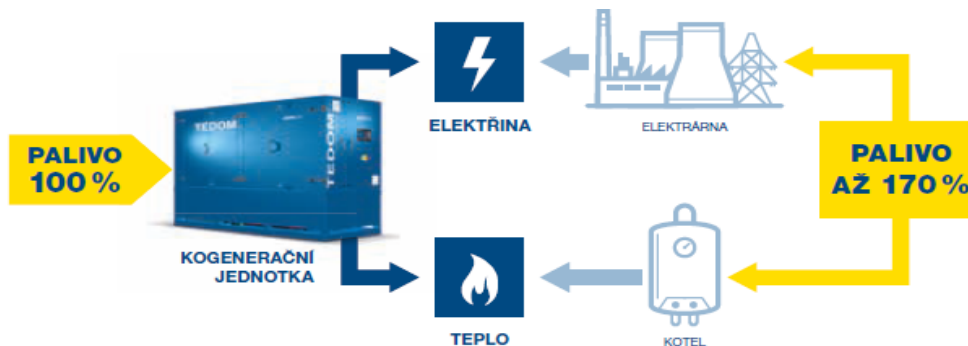 PALIVO
100 %
TEDOM
TEDOM
KOGENERAČNÍ
JEDNOTKA
ELEKTŘINA
TEPLO
ELEKTRÁRNA
KOTEL
PALIVO
AŽ 170 %